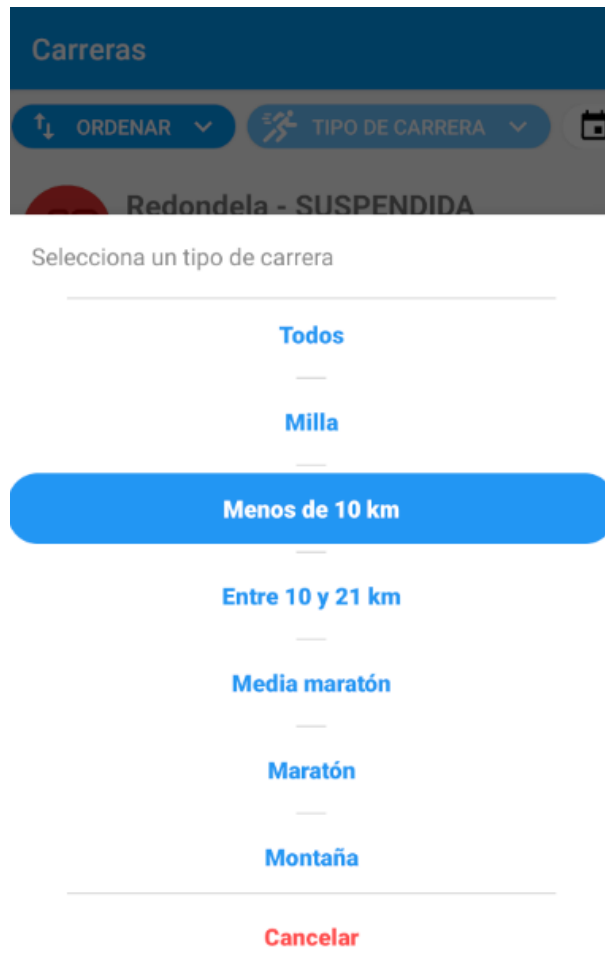 Carreras
ORDENAR TIPO DE CARRERA
Redondela - SUSPENDIDA
Selecciona un tipo de carrera
Todos
Milla
Menos de 10 km
Entre 10 y 21 km
Media maratón
Maratón
Montaña
Cancelar